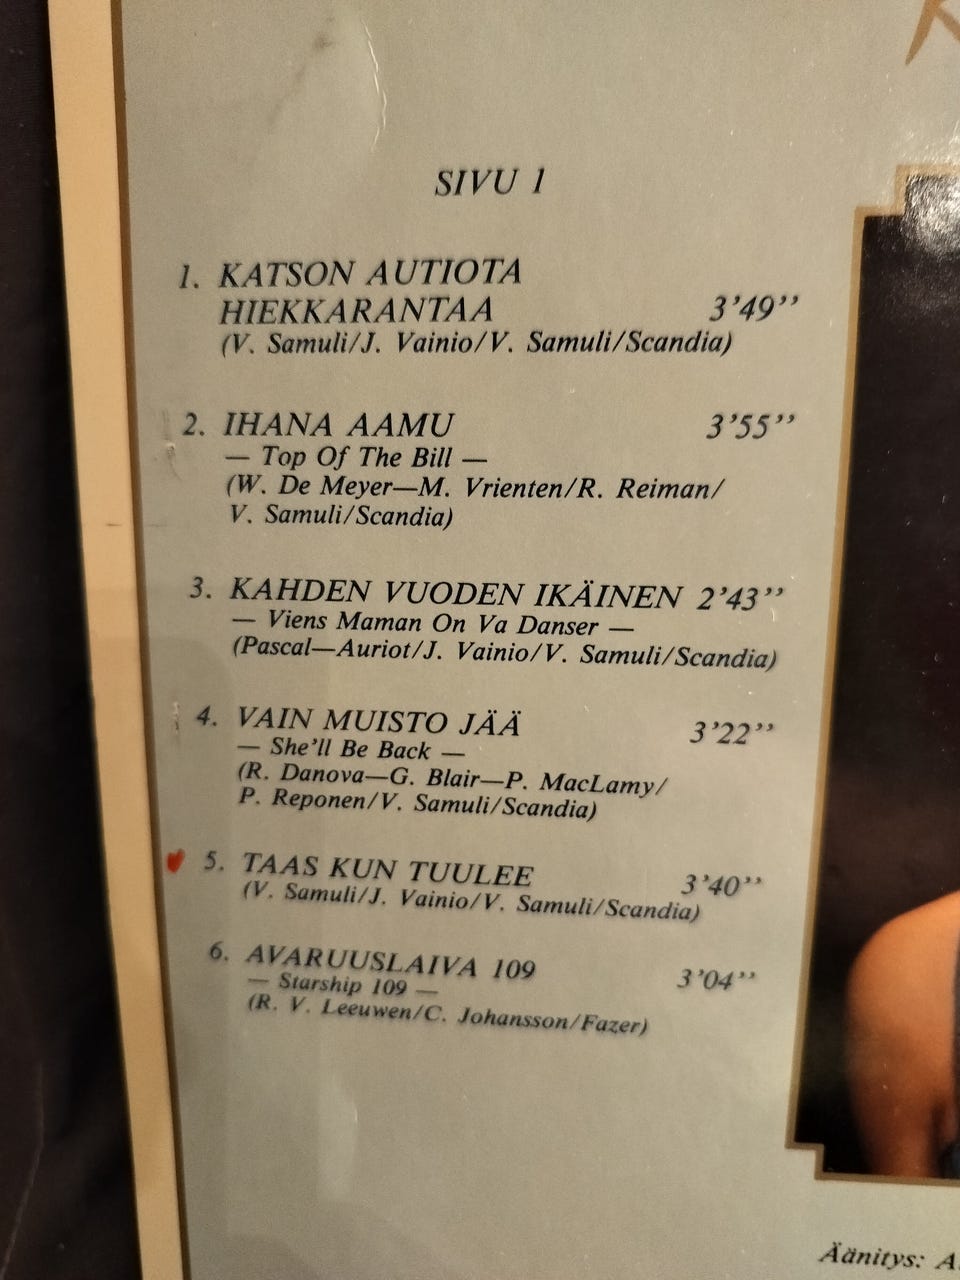 SIVU 1
1. KATSON AUTIOTA
HIEKKARANTAA 3’49’’
(V. Samuli/J. Vainio/V. Samuli/Scandia)
2. IHANA AAMU 3’55’’
— Top Of The Bill —
(W. De Meyer—M. Vrienten/R. Reiman/
V. Samuli/Scandia)
3. KAHDEN VUODEN IKÄINEN 2’43’’
— Viens Maman On Va Danser —
(Pascal—Auriot/J. Vainio/V. Samuli/Scandia)
4. VAIN MUISTO JÄÄ 3’22’’
— She’ll Be Back —
(R. Danova—G. Blair—P. MacLamy/
P. Reponen/V. Samuli/Scandia)
5. TAAS KUN TUULEE 3’40’’
(V. Samuli/J. Vainio/V. Samuli/Scandia)
6. AVARUUSLAIVA 109 3’04’’
— Starship 109 —
(R. V. Leeuwen/C. Johansson/Fazer)
Äänitys: